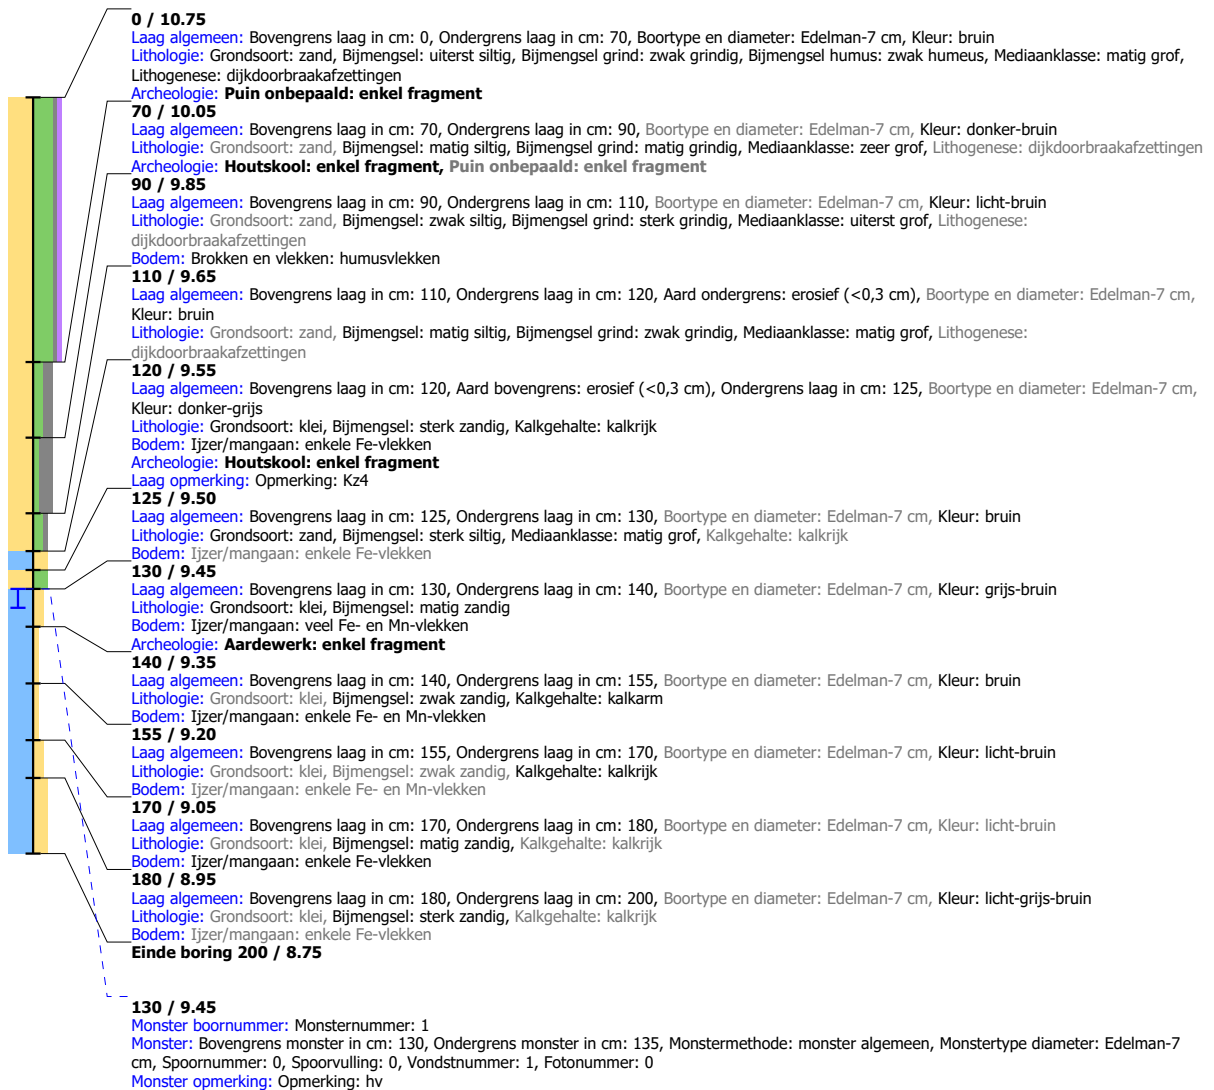 0 / 10.75
Laag algemeen: Bovengrens laag in cm: 0, Ondergrens laag in cm: 70, Boortype en diameter: Edelman-7 cm, Kleur: bruin
Lithologie: Grondsoort: zand, Bijmengsel: uiterst siltig, Bijmengsel grind: zwak grindig, Bijmengsel humus: zwak humeus, Mediaanklasse: matig grof,
Lithogenese: dijkdoorbraakafzettingen
Archeologie: Puin onbepaald: enkel fragment
70 / 10.05
Laag algemeen: Bovengrens laag in cm: 70, Ondergrens laag in cm: 90, Boortype en diameter: Edelman-7 cm, Kleur: donker-bruin
Lithologie: Grondsoort: zand, Bijmengsel: matig siltig, Bijmengsel grind: matig grindig, Mediaanklasse: zeer grof, Lithogenese: dijkdoorbraakafzettingen
Archeologie: Houtskool: enkel fragment, Puin onbepaald: enkel fragment
90 / 9.85
Laag algemeen: Bovengrens laag in cm: 90, Ondergrens laag in cm: 110, Boortype en diameter: Edelman-7 cm, Kleur: licht-bruin
Lithologie: Grondsoort: zand, Bijmengsel: zwak siltig, Bijmengsel grind: sterk grindig, Mediaanklasse: uiterst grof, Lithogenese:
dijkdoorbraakafzettingen
Bodem: Brokken en vlekken: humusvlekken
110 / 9.65
Laag algemeen: Bovengrens laag in cm: 110, Ondergrens laag in cm: 120, Aard ondergrens: erosief (<0,3 cm), Boortype en diameter: Edelman-7 cm,
Kleur: bruin
Lithologie: Grondsoort: zand, Bijmengsel: matig siltig, Bijmengsel grind: zwak grindig, Mediaanklasse: matig grof, Lithogenese:
dijkdoorbraakafzettingen
120 / 9.55
Laag algemeen: Bovengrens laag in cm: 120, Aard bovengrens: erosief (<0,3 cm), Ondergrens laag in cm: 125, Boortype en diameter: Edelman-7 cm,
Kleur: donker-grijs
Lithologie: Grondsoort: klei, Bijmengsel: sterk zandig, Kalkgehalte: kalkrijk
Bodem: Ijzer/mangaan: enkele Fe-vlekken
Archeologie: Houtskool: enkel fragment
Laag opmerking: Opmerking: Kz4
125 / 9.50
Laag algemeen: Bovengrens laag in cm: 125, Ondergrens laag in cm: 130, Boortype en diameter: Edelman-7 cm, Kleur: bruin
Lithologie: Grondsoort: zand, Bijmengsel: sterk siltig, Mediaanklasse: matig grof, Kalkgehalte: kalkrijk
Bodem: Ijzer/mangaan: enkele Fe-vlekken
130 / 9.45
Laag algemeen: Bovengrens laag in cm: 130, Ondergrens laag in cm: 140, Boortype en diameter: Edelman-7 cm, Kleur: grijs-bruin
Lithologie: Grondsoort: klei, Bijmengsel: matig zandig
Bodem: Ijzer/mangaan: veel Fe- en Mn-vlekken
Archeologie: Aardewerk: enkel fragment
140 / 9.35
Laag algemeen: Bovengrens laag in cm: 140, Ondergrens laag in cm: 155, Boortype en diameter: Edelman-7 cm, Kleur: bruin
Lithologie: Grondsoort: klei, Bijmengsel: zwak zandig, Kalkgehalte: kalkarm
Bodem: Ijzer/mangaan: enkele Fe- en Mn-vlekken
155 / 9.20
Laag algemeen: Bovengrens laag in cm: 155, Ondergrens laag in cm: 170, Boortype en diameter: Edelman-7 cm, Kleur: licht-bruin
Lithologie: Grondsoort: klei, Bijmengsel: zwak zandig, Kalkgehalte: kalkrijk
Bodem: Ijzer/mangaan: enkele Fe- en Mn-vlekken
170 / 9.05
Laag algemeen: Bovengrens laag in cm: 170, Ondergrens laag in cm: 180, Boortype en diameter: Edelman-7 cm, Kleur: licht-bruin
Lithologie: Grondsoort: klei, Bijmengsel: matig zandig, Kalkgehalte: kalkrijk
Bodem: Ijzer/mangaan: enkele Fe-vlekken
180 / 8.95
Laag algemeen: Bovengrens laag in cm: 180, Ondergrens laag in cm: 200, Boortype en diameter: Edelman-7 cm, Kleur: licht-grijs-bruin
Lithologie: Grondsoort: klei, Bijmengsel: sterk zandig, Kalkgehalte: kalkrijk
Bodem: Ijzer/mangaan: enkele Fe-vlekken
Einde boring 200 / 8.75
130 / 9.45
Monster boornummer: Monsternummer: 1
Monster: Bovengrens monster in cm: 130, Ondergrens monster in cm: 135, Monstermethode: monster algemeen, Monstertype diameter: Edelman-7
cm, Spoornummer: 0, Spoorvulling: 0, Vondstnummer: 1, Fotonummer: 0
Monster opmerking: Opmerking: hv